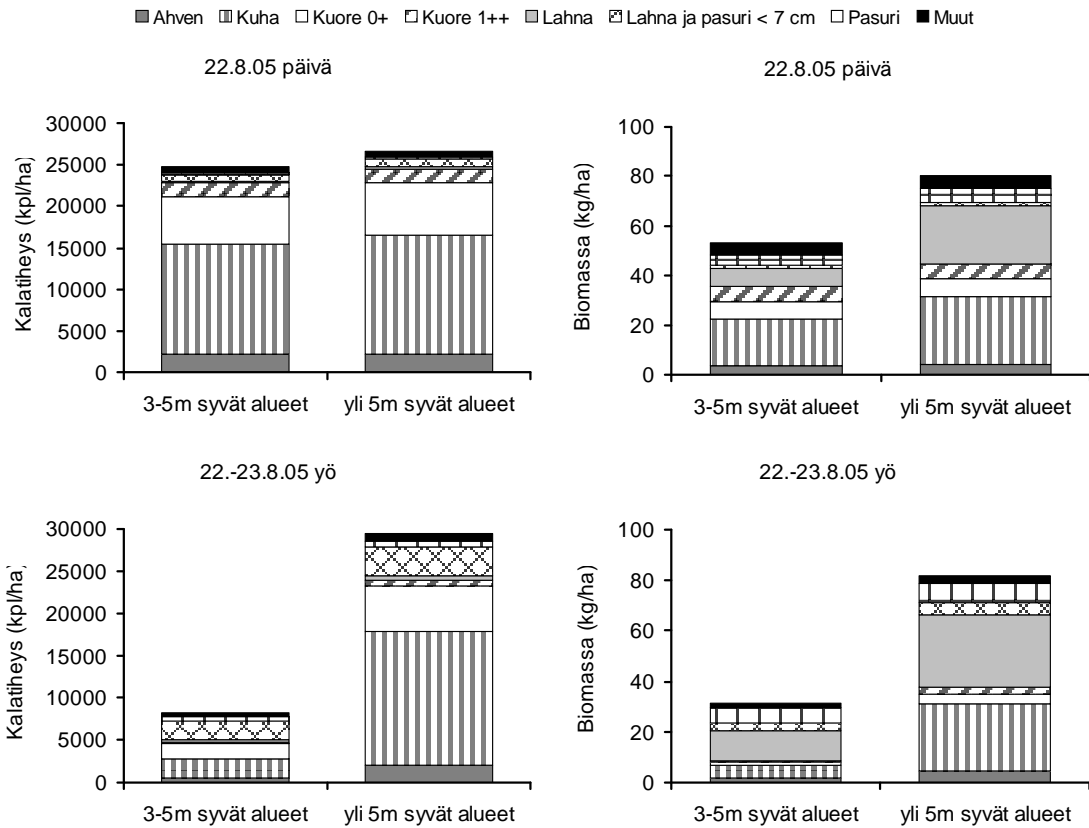 Ahven Kuha Kuore 0+ Kuore 1++ Lahna Lahna ja pasuri < 7 cm Pasuri Muut
22.8.05 päivä
Kalatiheys (kpl/ha)
30000
25000
20000
15000
10000
5000
0
3-5m syvät alueet yli 5m syvät alueet
22.8.05 päivä
Biomassa (kg/ha)
100
80
60
40
20
0
3-5m syvät alueet yli 5m syvät alueet
22.-23.8.05 yö
Kalatiheys (kpl/ha)
30000
25000
20000
15000
10000
5000
0
3-5m syvät alueet yli 5m syvät alueet
22.-23.8.05 yö
Biomassa (kg/ha)
100
80
60
40
20
0
3-5m syvät alueet yli 5m syvät alueet